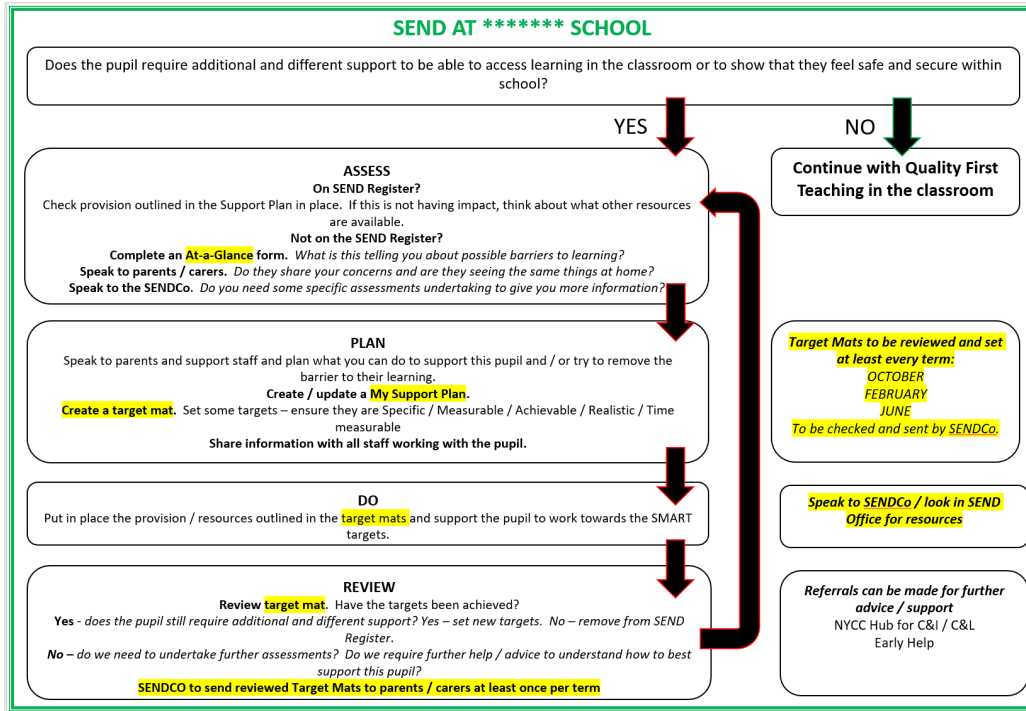 SEND AT ******* SCHOOL
Does the pupil require additional and different support to be able to access learning in the classroom or to show that they feel safe and secure within
school?
YES
NO
ASSESS
On SEND Register?
Check provision outlined in the Support Plan in place. If this is not having impact, think about what other resources
are available.
Not on the SEND Register?
Complete an At-a-Glance form. What is this telling you about possible barriers to learning?
Speak to parents / carers. Do they share your concerns and are they seeing the same things at home?
Speak to the SENDCo. Do you need some specific assessments undertaking to give you more information?
Continue with Quality First
Teaching in the classroom
PLAN
Speak to parents and support staff and plan what you can do to support this pupil and / or try to remove the
barrier to their learning.
Create / update a My Support Plan.
Create a target mat. Set some targets – ensure they are Specific / Measurable / Achievable / Realistic / Time
measurable
Share information with all staff working with the pupil.
Target Mats to be reviewed and set
at least every term:
OCTOBER
FEBRUARY
JUNE
To be checked and sent by SENDCo.
DO
Put in place the provision / resources outlined in the target mats and support the pupil to work towards the SMART
targets.
Speak to SENDCo / look in SEND
Office for resources
REVIEW
Review target mat. Have the targets been achieved?
Yes - does the pupil still require additional and different support? Yes – set new targets. No – remove from SEND
Register.
No – do we need to undertake further assessments? Do we require further help / advice to understand how to best
support this pupil?
SENDCO to send reviewed Target Mats to parents / carers at least once per term
Referrals can be made for further
advice / support
NYCC Hub for C&I / C&L
Early Help